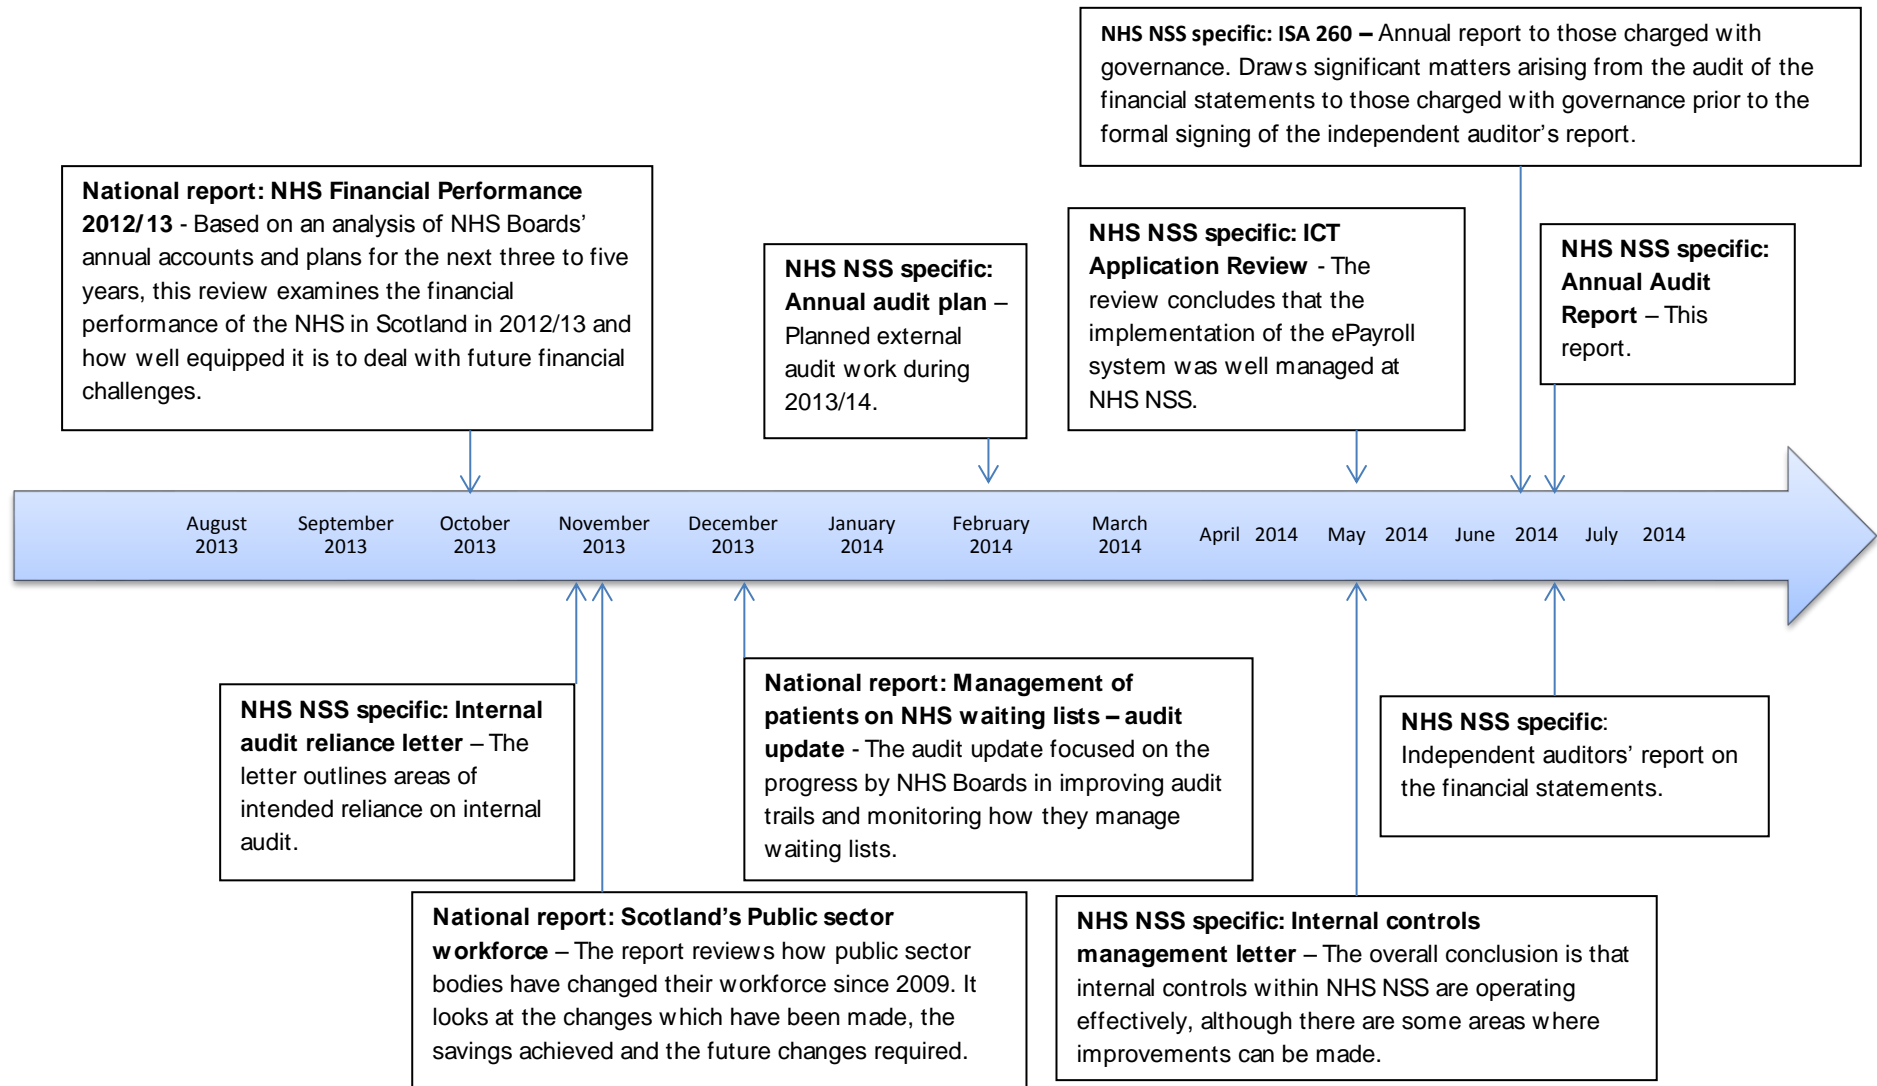 NHS NSS specific: ISA 260 – Annual report to those charged with
governance. Draws significant matters arising from the audit of the
financial statements to those charged with governance prior to the
formal signing of the independent auditor’s report.
National report: NHS Financial Performance
2012/13 - Based on an analysis of NHS Boards’
annual accounts and plans for the next three to five
years, this review examines the financial
performance of the NHS in Scotland in 2012/13 and
how well equipped it is to deal with future financial
challenges.
NHS NSS specific:
Annual audit plan –
Planned external
audit work during
2013/14.
NHS NSS specific: ICT
Application Review - The
review concludes that the
implementation of the ePayroll
system was well managed at
NHS NSS.
NHS NSS specific:
Annual Audit
Report – This
report.
August
2013
September
2013
October
2013
November
2013
December
2013
January
2014
February
2014
March
2014
April 2014
May 2014
June 2014
July 2014
NHS NSS specific: Internal
audit reliance letter – The
letter outlines areas of
intended reliance on internal
audit.
National report: Management of
patients on NHS waiting lists – audit
update - The audit update focused on the
progress by NHS Boards in improving audit
trails and monitoring how they manage
waiting lists.
NHS NSS specific:
Independent auditors’ report on
the financial statements.
National report: Scotland’s Public sector
workforce – The report reviews how public sector
bodies have changed their workforce since 2009. It
looks at the changes which have been made, the
savings achieved and the future changes required.
NHS NSS specific: Internal controls
management letter – The overall conclusion is that
internal controls within NHS NSS are operating
effectively, although there are some areas where
improvements can be made.